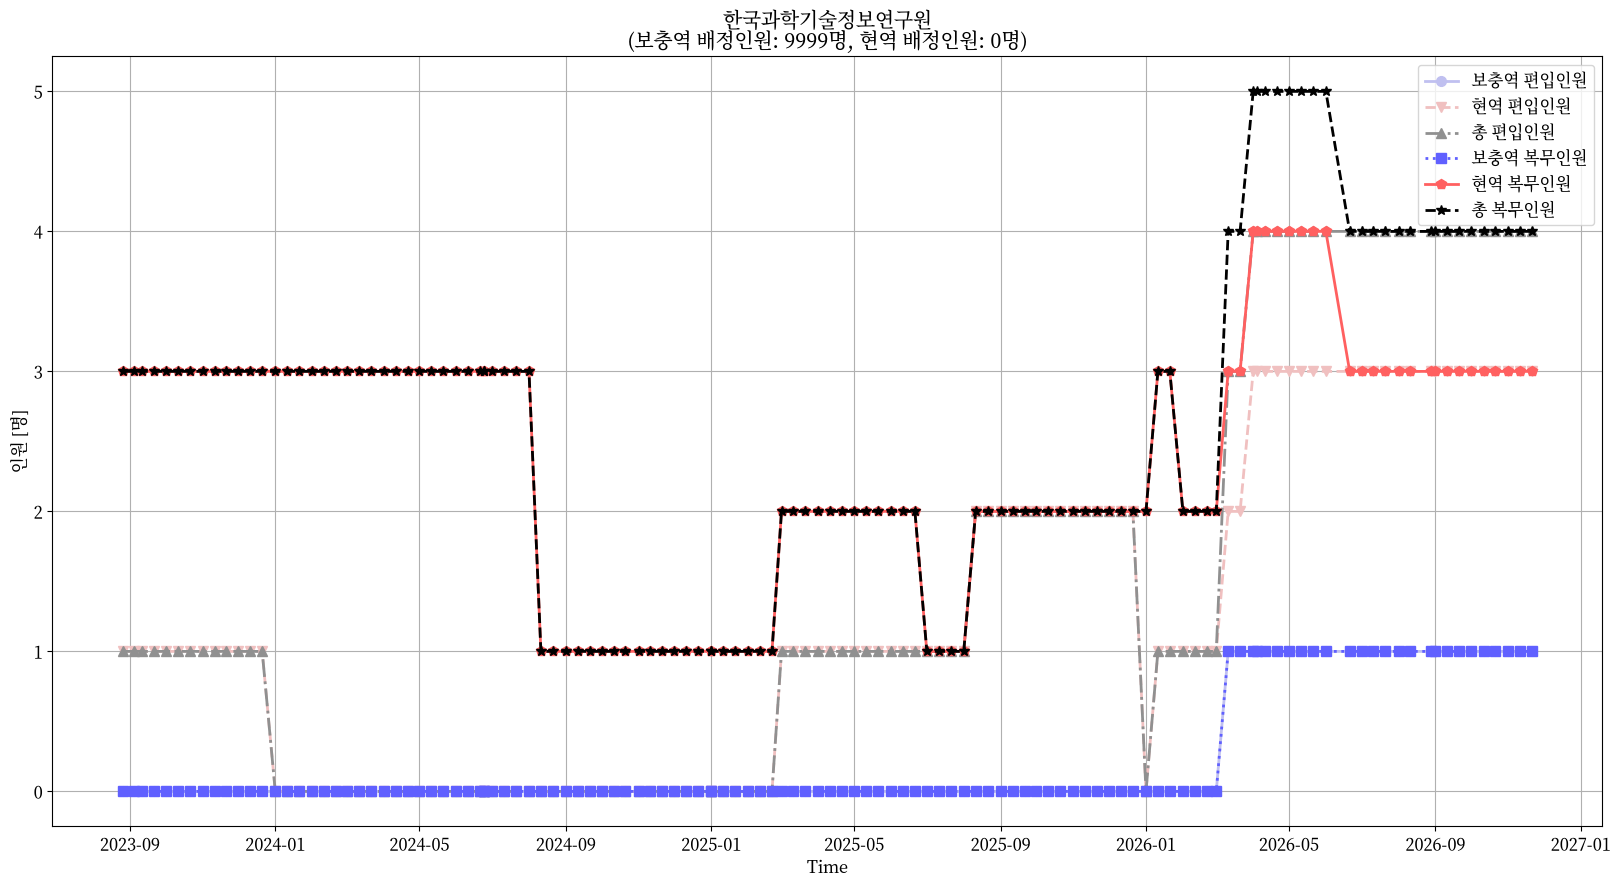 한국과학기술정보연구원
(보충역 배정인원: 9999명, 현역 배정인원: 0명)
보충역 편입인원
현역 편입인원
총 편입인원
보충역 복무인원
현역 복무인원
총 복무인원
인원 [명]
5
4
3
2
1
0
2023-09
2024-01
2024-05
2024-09
2025-01
2025-05
2025-09
2026-01
2026-05
2026-09
2027-01
Time